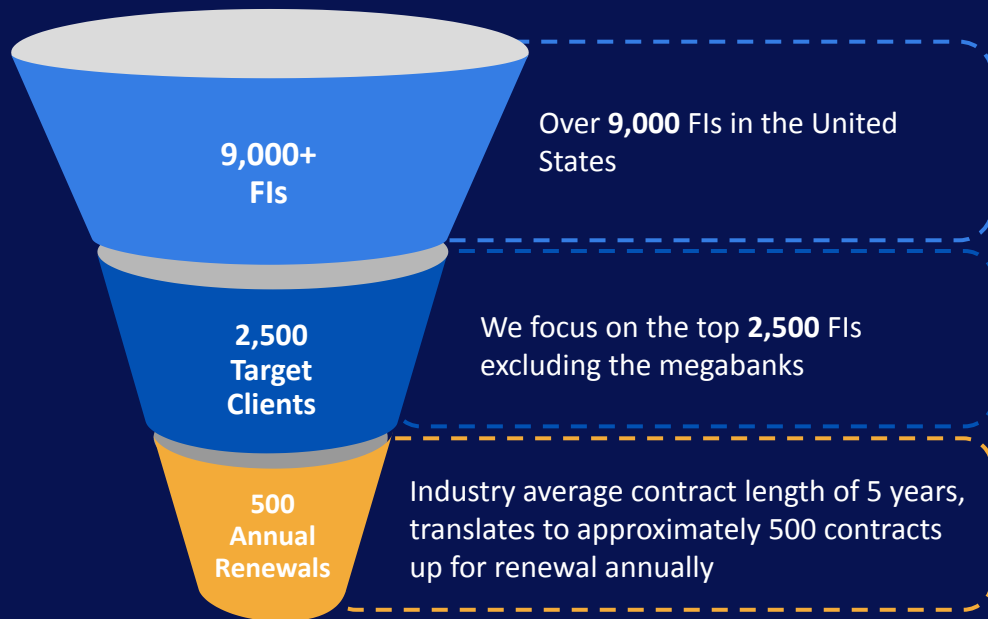 9,000+
FIs
Over 9,000 FIs in the United
States
2,500
Target
Clients
We focus on the top 2,500 FIs
excluding the megabanks
500
Annual
Renewals
Industry average contract length of 5 years,
translates to approximately 500 contracts
up for renewal annually